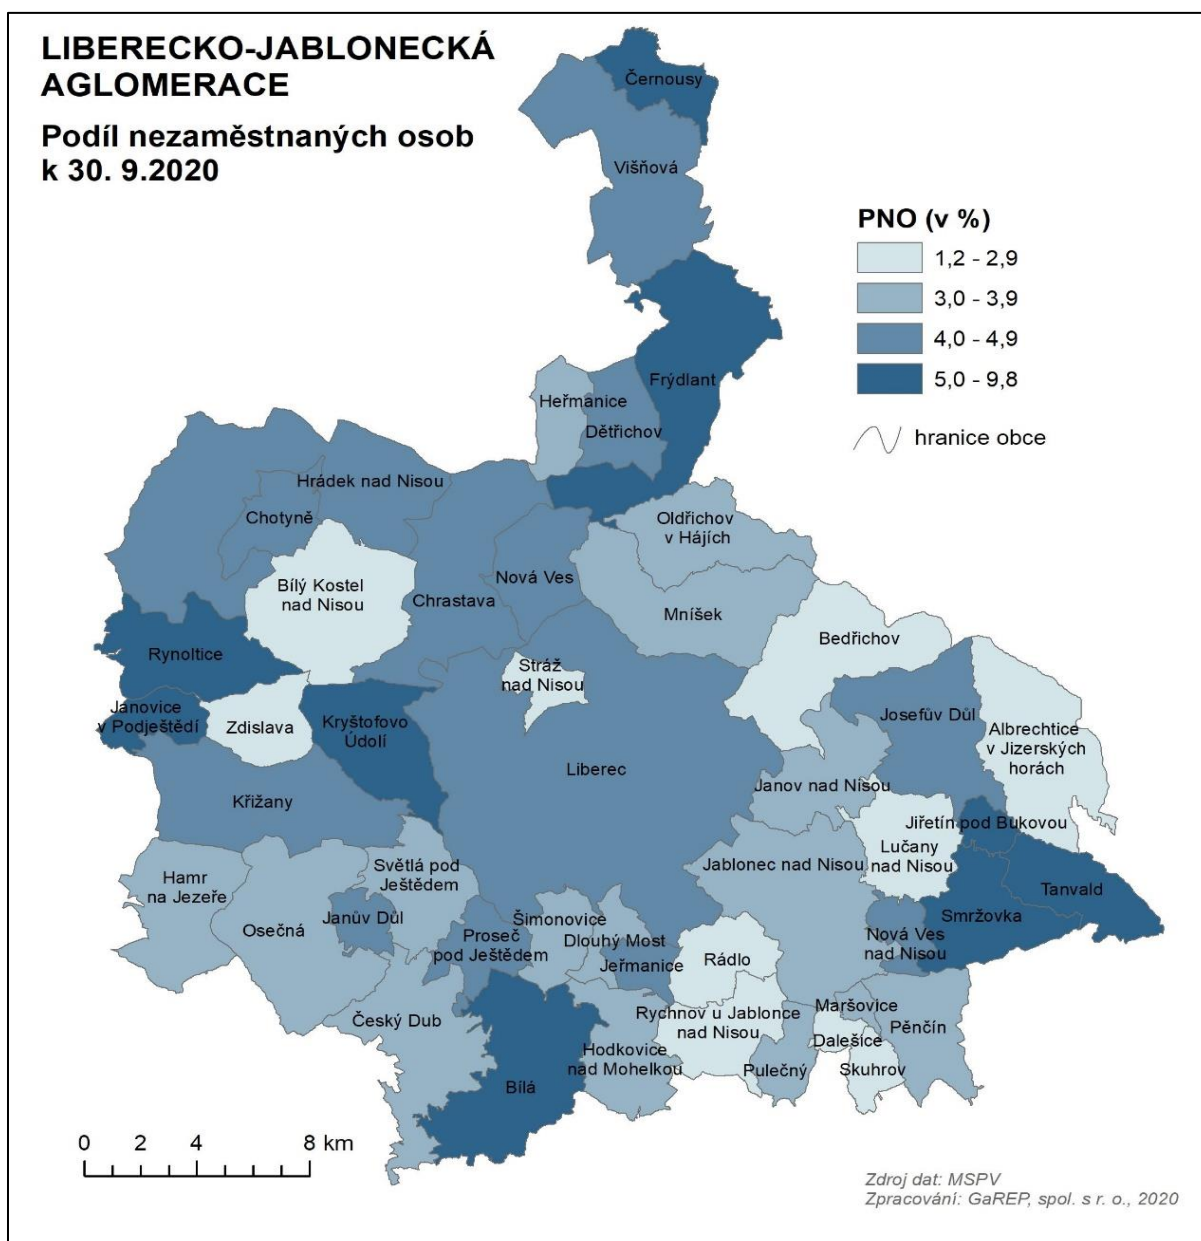 LIBERECKO-JABLONECKÁ
AGLOMERACE
Podíl nezaměstnaných osob
k 30. 9.2020
PNO (v %)
1,2 - 2,9
3,0 - 3,9
4,0 - 4,9
5,0 - 9,8
hranice obce
Černousy
Višňová
Frýdlant
Heřmanice
Dětřichov
Hrádek nad Nisou
Chotyně
Oldřichov
v Hájích
Bílý Kostel
nad Nisou
Chrastava
Nová Ves
Mníšek
Bedřichov
Rynoltice
Stráž
nad Nisou
Janovice
v Podještědí
Zdislava
Kryštofovo
Údolí
Josefův Důl
Albrechtice
v Jizerských
horách
Liberec
Janov nad Nisou
Křižany
Jiřetín pod Bukovou
Lučany
nad Nisou
Jablonec nad Nisou
Tanvald
Hamr
na Jezeře
Světlá pod
Ještědem
Osečná
Janův Důl
Smržovka
Šimonovice
Proseč
pod Ještědem
Dlouhý Most
Jeřmanice
Rádlo
Nová Ves
nad Nisou
Český Dub
Rychnov u Jablonce
nad Nisou
Maršovice
Pěnčín
Dalešice
Hodkovice
nad Mohelkou
Pulečný
Skuhrov
Bílá
0 2 4 8 km
Zdroj dat: MSPV
Zpracování: GaREP, spol. s r. o., 2020